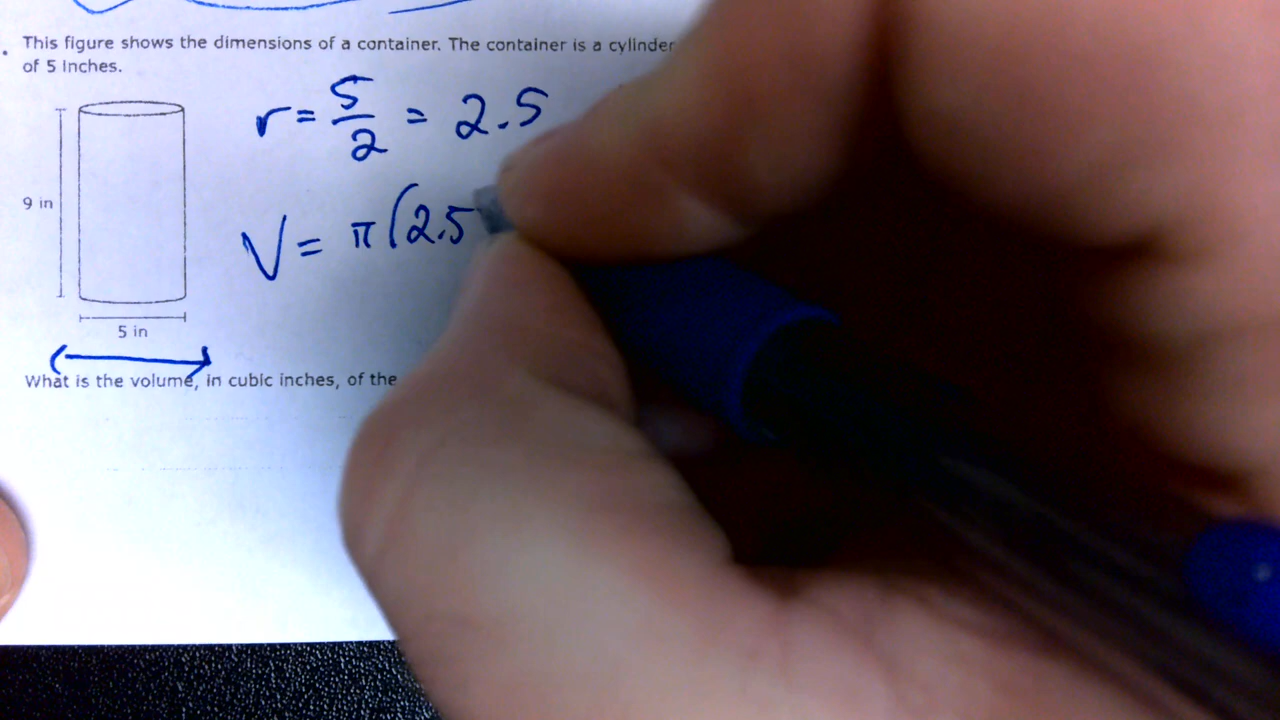 This figure shows the dimensions of a container. The container is a cylinder
of 5 inches.
r = 5/2 = 2.5
9 in
V = π(2.5
5 in
What is the volume, in cubic inches, of the